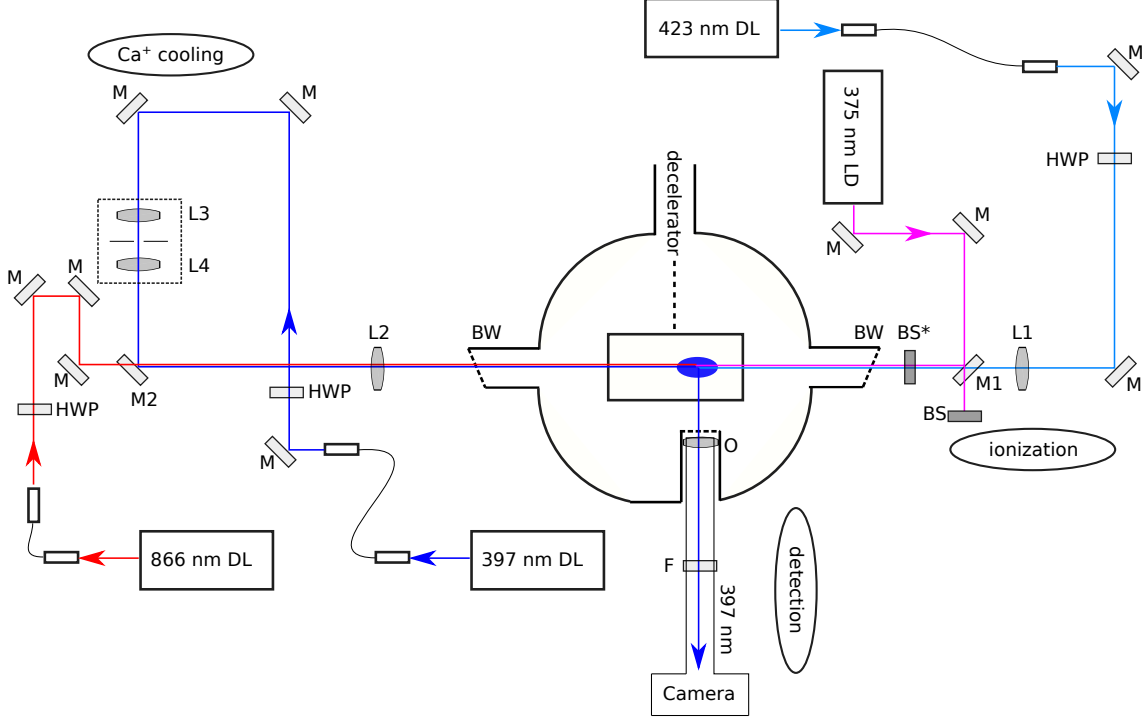 423 nm DL
M
Ca⁺ cooling
M
M
375 nm LD
HWP
decelerator
L3
M
M
L4
M
M
L2
BW
BW
BS*
L1
M
M2
HWP
M1
M
HWP
BS
M
O
ionization
866 nm DL
397 nm DL
F
397 nm
detection
Camera